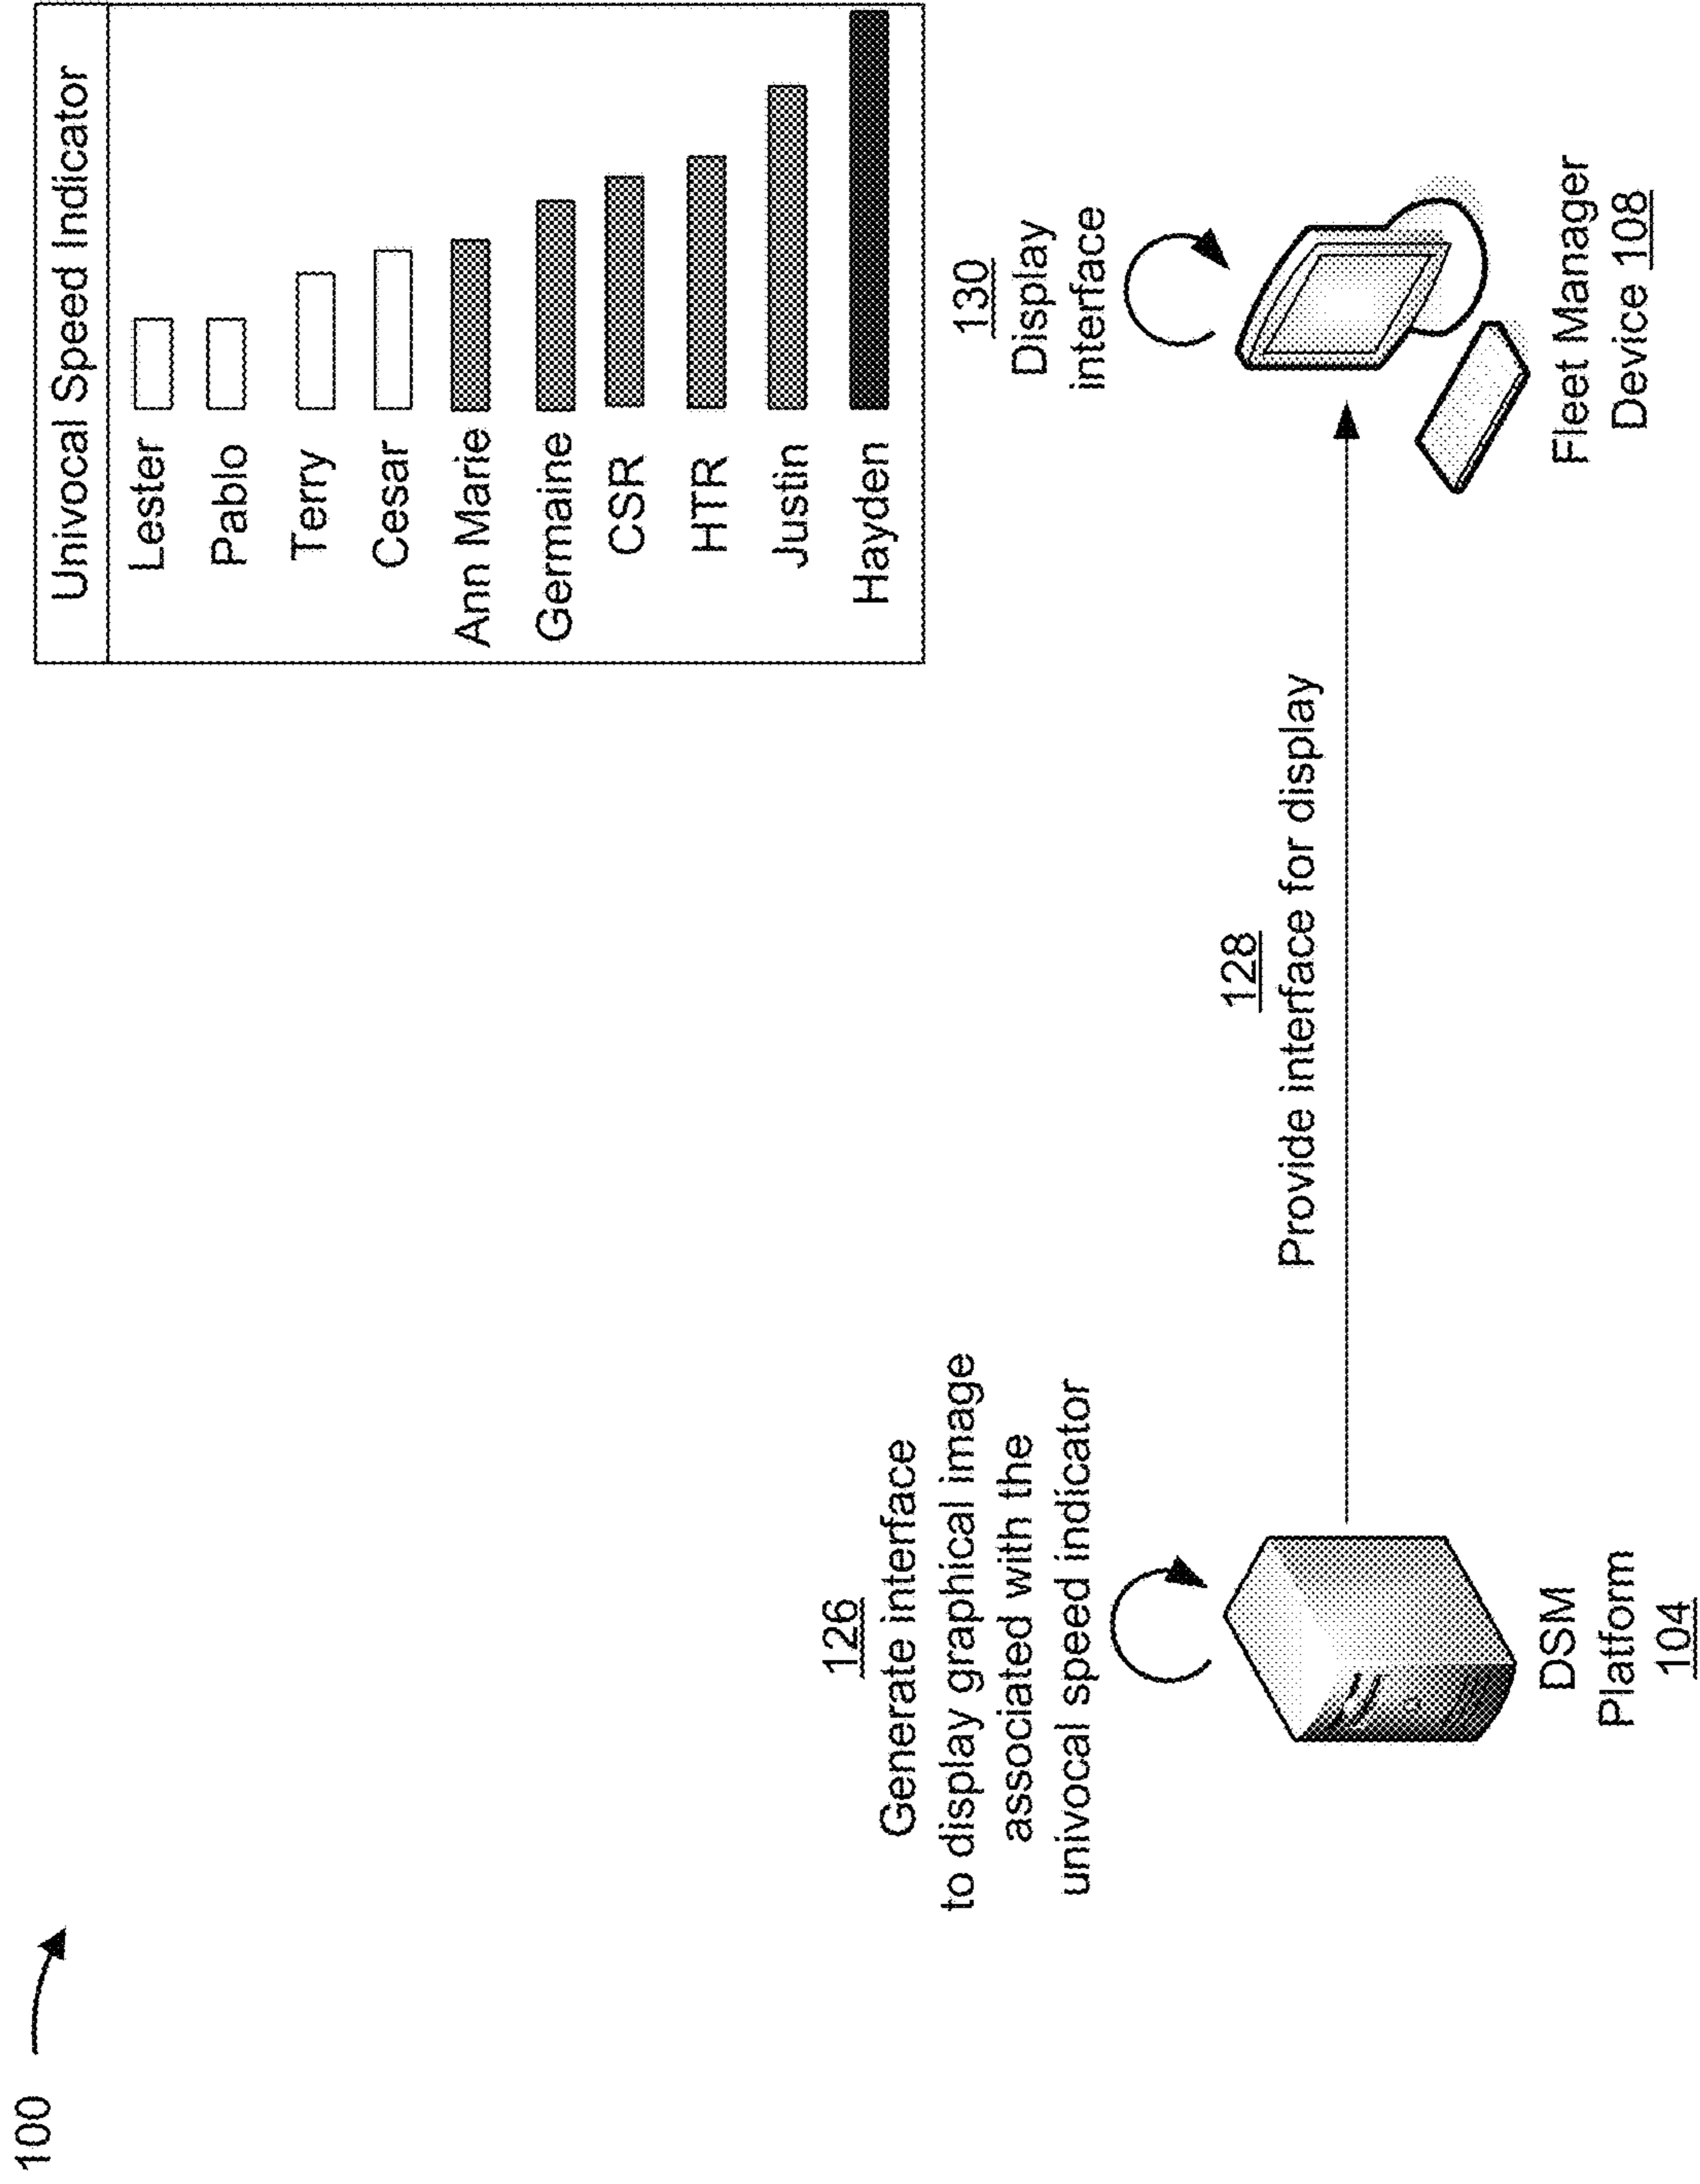 100
Univocal Speed Indicator
Lester
Pablo
Terry
Cesar
Ann Marie
Germaine
CSR
HTR
Justin
Hayden
126
Generate interface
to display graphical image
associated with the
univocal speed indicator
128
Provide interface for display
130
Display
interface
DSM
Platform
104
Fleet Manager
Device 108